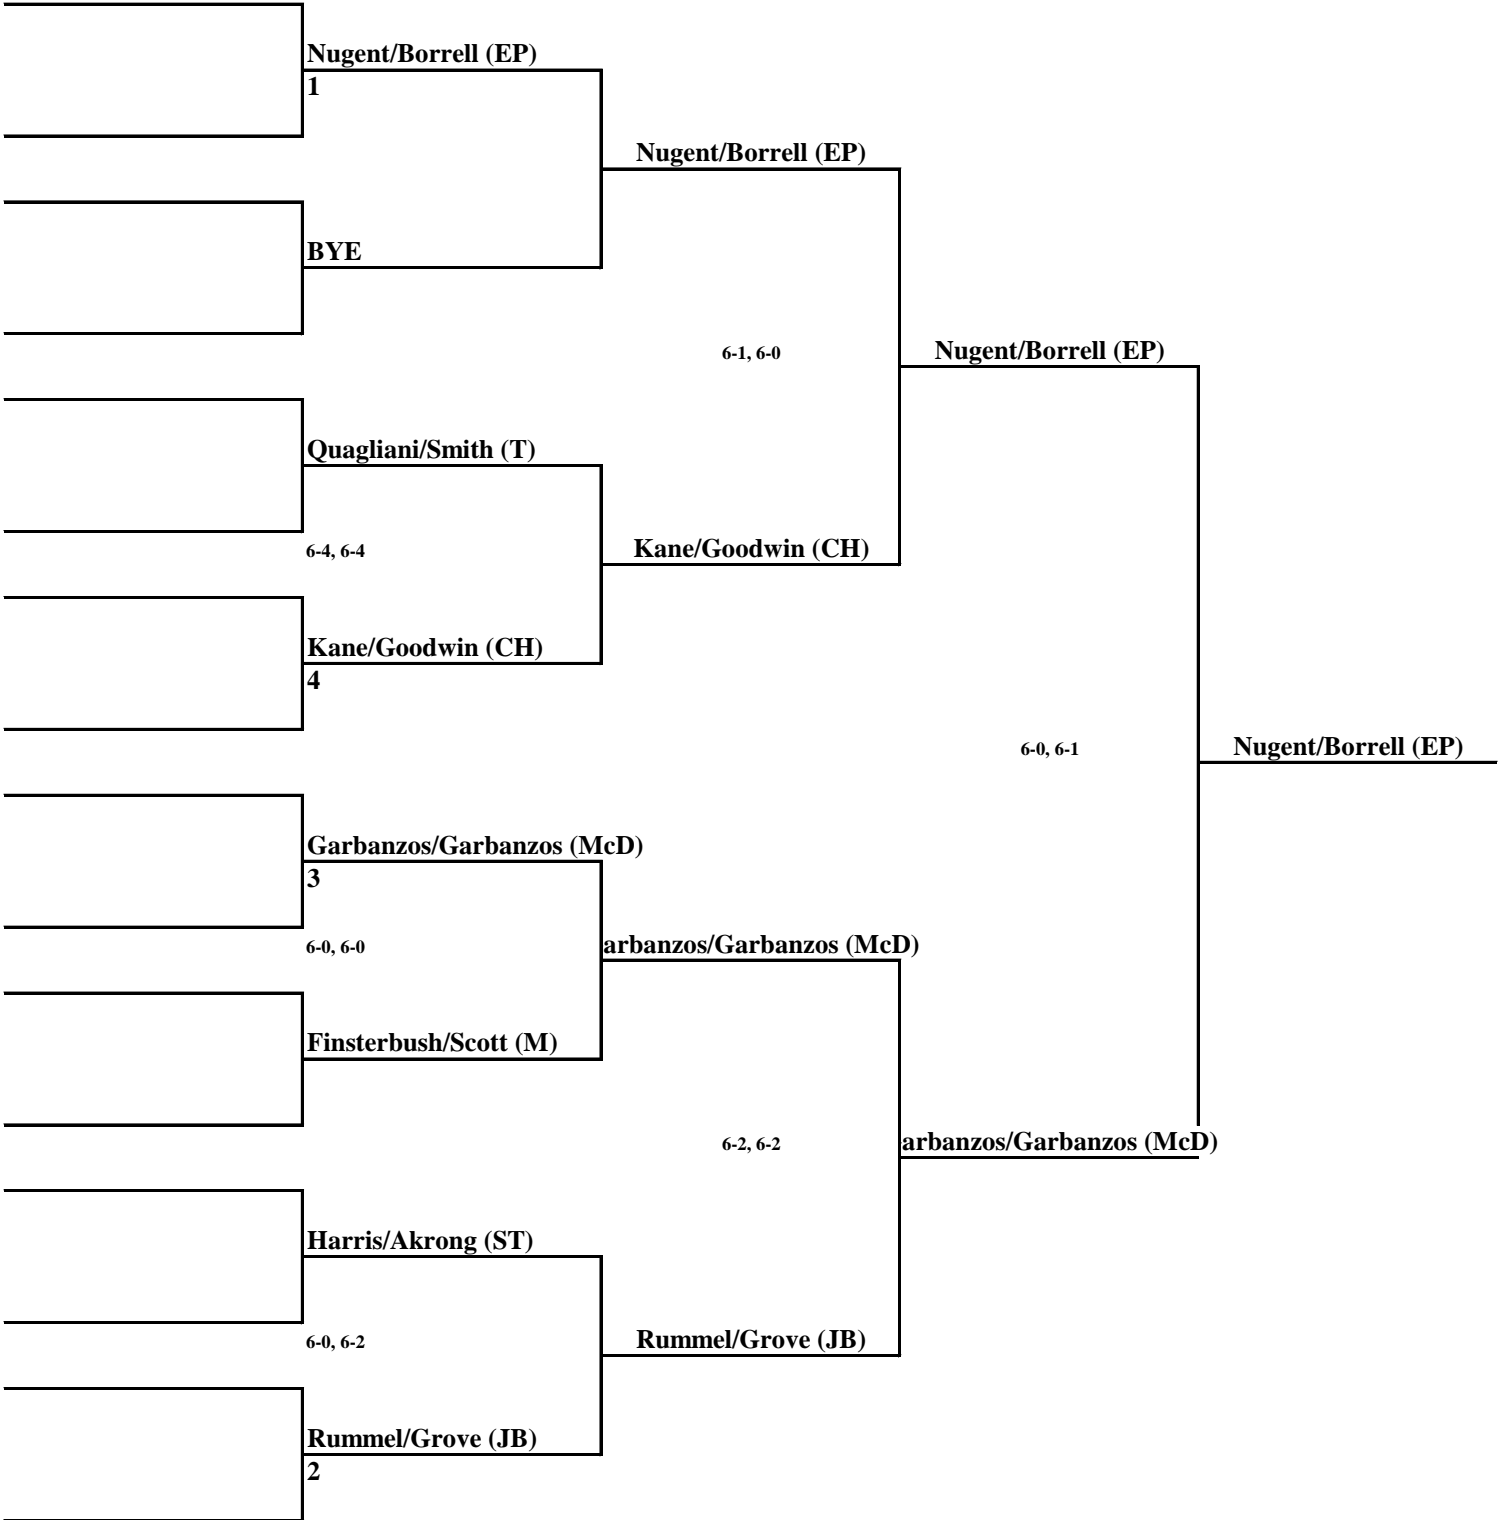 Nugent/Borrell (EP)
1
Nugent/Borrell (EP)
BYE
6-1, 6-0
Nugent/Borrell (EP)
Quagliani/Smith (T)
6-4, 6-4
Kane/Goodwin (CH)
Kane/Goodwin (CH)
4
6-0, 6-1
Nugent/Borrell (EP)
Garbanzos/Garbanzos (McD)
3
6-0, 6-0
arbanzos/Garbanzos (McD)
Finsterbush/Scott (M)
6-2, 6-2
arbanzos/Garbanzos (McD)
Harris/Akrong (ST)
6-0, 6-2
Rummel/Grove (JB)
Rummel/Grove (JB)
2